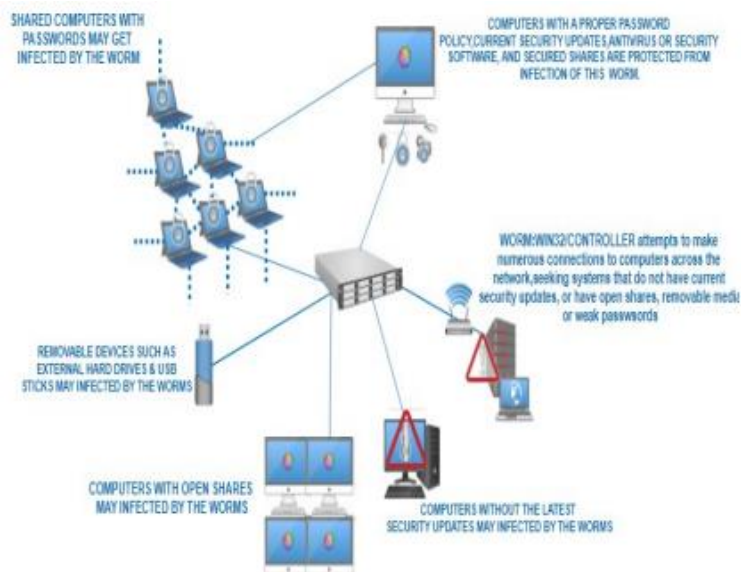 SHARED COMPUTERS WITH
PASSWORDS MAY GET
INFECTED BY THE WORM
COMPUTERS WITH A PROPER PASSWORD
POLICY,CURRENT SECURITY UPDATES,ANTIVIRUS OR SECURITY
SOFTWARE, AND SECURED SHARES ARE PROTECTED FROM
INFECTION OF THIS WORM.
WORM:WIN32/CONTROLLER attempts to make
numerous connections to computers across the
network,seeking systems that do not have current
security updates, or have open shares, removable media
or weak passwsords
REMOVABLE DEVICES SUCH AS
EXTERNAL HARD DRIVES & USB
STICKS MAY INFECTED BY THE WORMS
COMPUTERS WITH OPEN SHARES
MAY INFECTED BY THE WORMS
COMPUTERS WITHOUT THE LATEST
SECURITY UPDATES MAY INFECTED BY THE WORMS